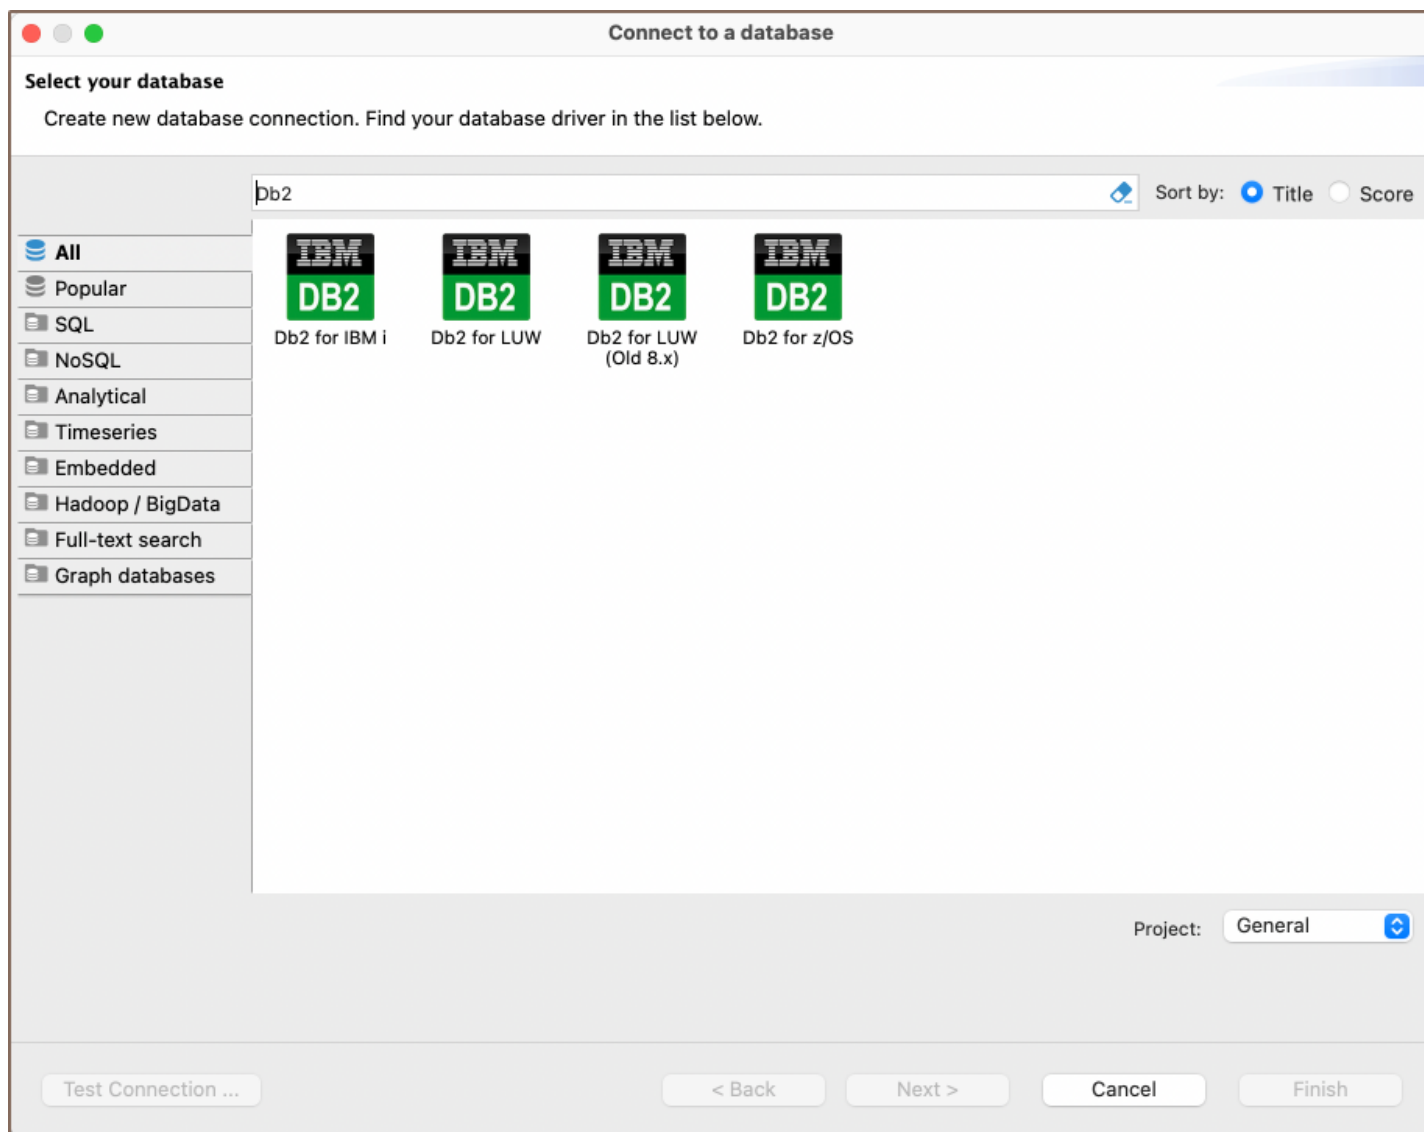 Connect to a database
Select your database
Create new database connection. Find your database driver in the list below.
Db2
Sort by: Title Score
All
Popular
SQL
NoSQL
Analytical
Timeseries
Embedded
Hadoop / BigData
Full-text search
Graph databases
IBM DB2
Db2 for IBM i
IBM DB2
Db2 for LUW
IBM DB2
Db2 for LUW
(Old 8.x)
IBM DB2
Db2 for z/OS
Project: General
Test Connection ... < Back Next > Cancel Finish